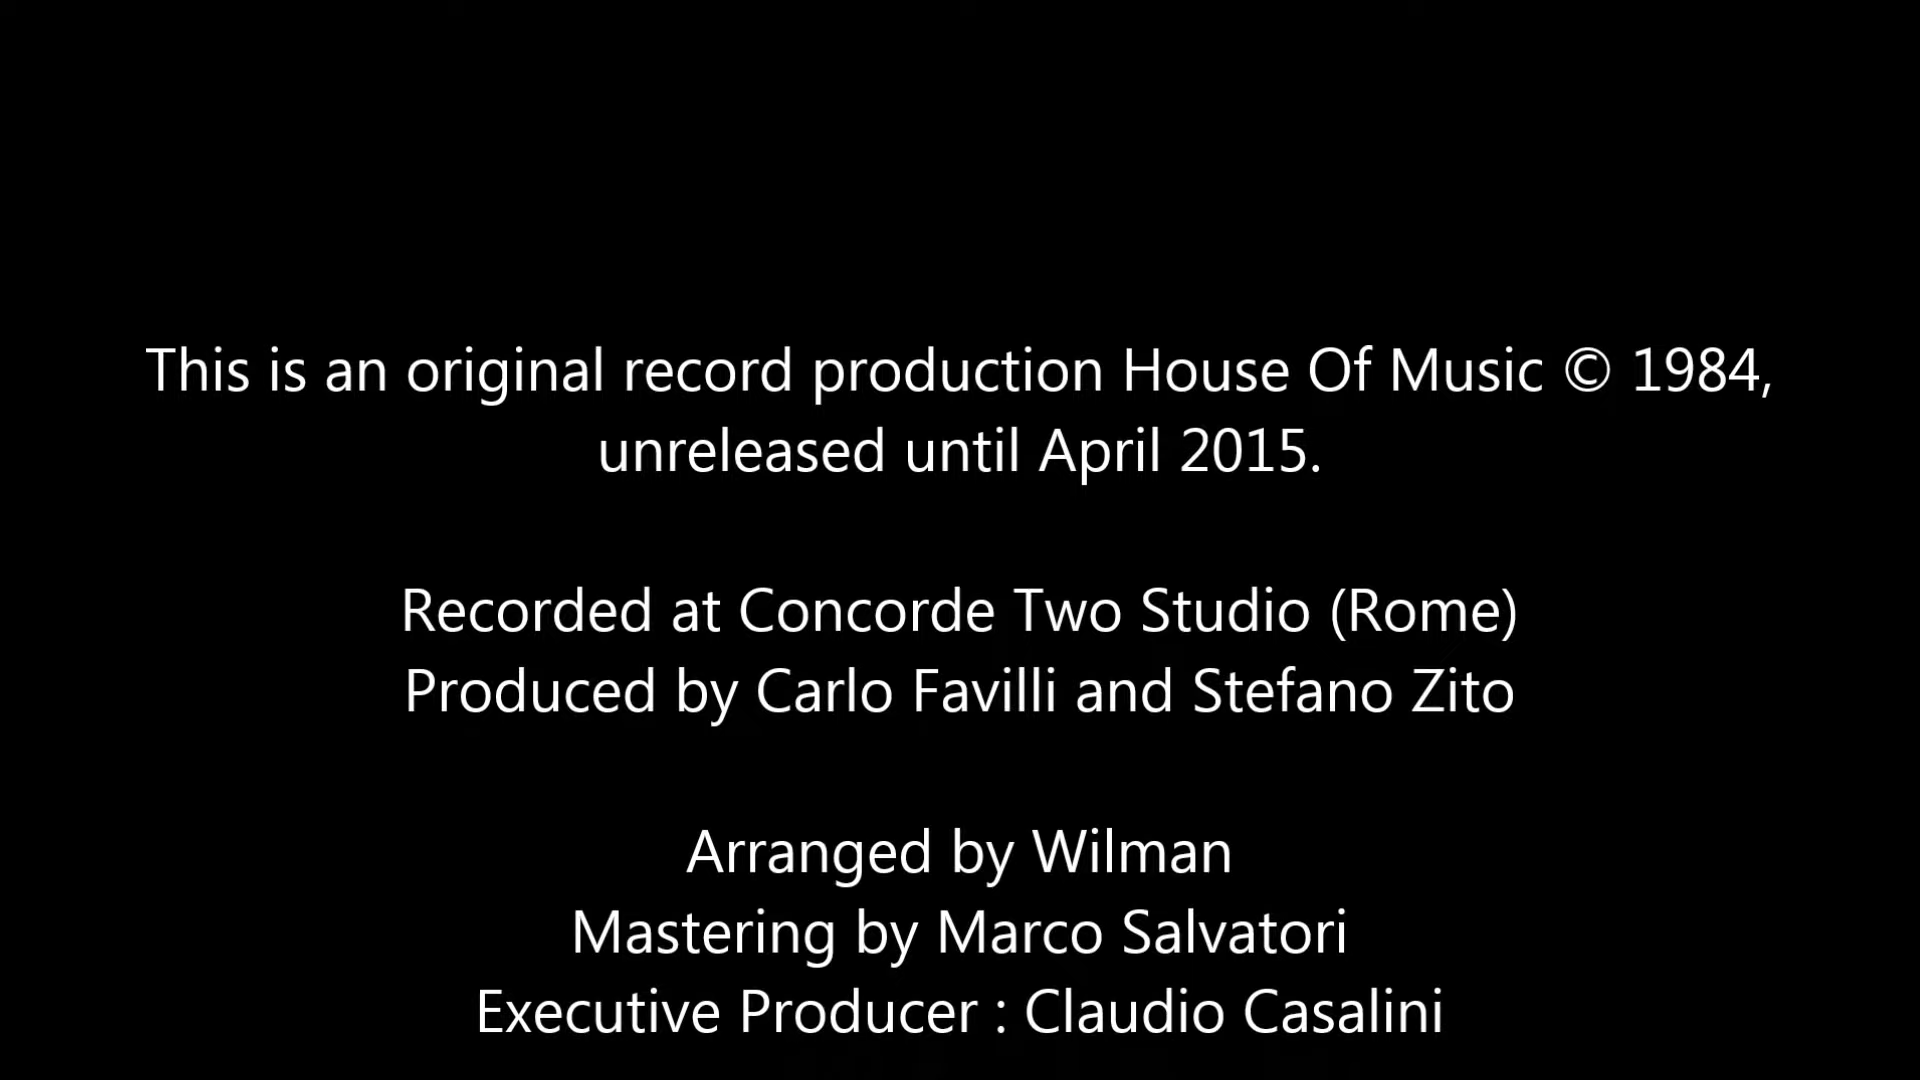 This is an original record production House Of Music © 1984,
unreleased until April 2015.
Recorded at Concorde Two Studio (Rome)
Produced by Carlo Favilli and Stefano Zito
Arranged by Wilman
Mastering by Marco Salvatori
Executive Producer : Claudio Casalini